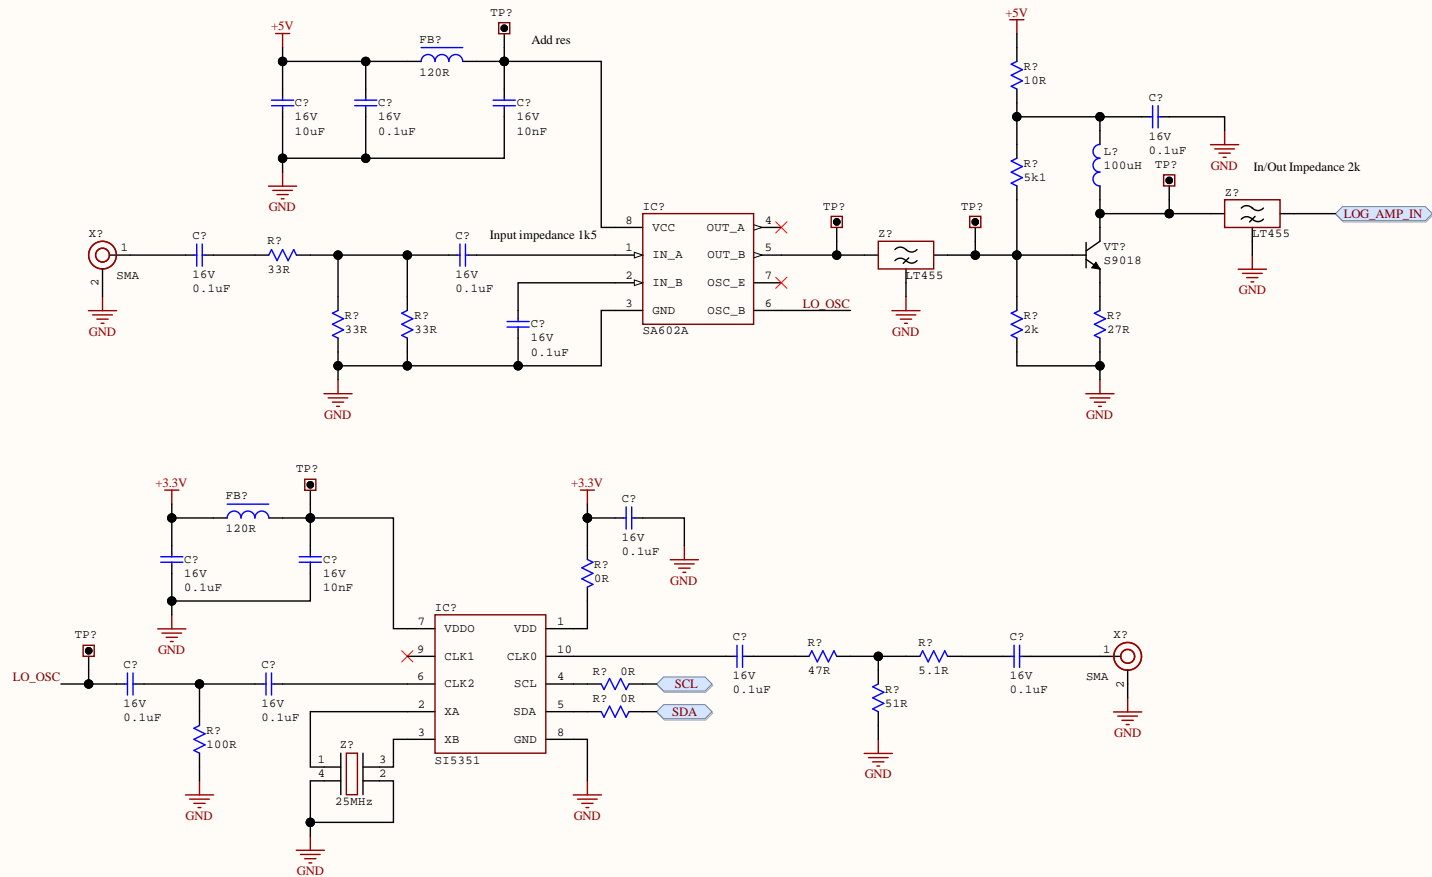 +5V
TP?
Add res
FB?
120R
C?
16V
10uF
C?
16V
0.1uF
C?
16V
10nF
GND
+5V
R?
10R
C?
16V
0.1uF
GND
R?
5k1
L?
100uH
TP?
In/Out Impedance 2k
Z?
LT455
LOG_AMP_IN
GND
X?
1
2
SMA
GND
C?
16V
0.1uF
R?
33R
C?
16V
0.1uF
Input impedance 1k5
R?
33R
R?
33R
C?
16V
0.1uF
GND
IC?
8
VCC
1
IN_A
2
IN_B
3
GND
OUT_A
4
OUT_B
5
OSC_E
7
OSC_B
6
SA602A
LO_OSC
TP?
Z?
LT455
GND
TP?
VT?
S9018
R?
2k
R?
27R
GND
+3.3V
FB?
120R
TP?
C?
16V
0.1uF
C?
16V
10nF
GND
+3.3V
C?
16V
0.1uF
GND
R?
0R
TP?
LO_OSC
C?
16V
0.1uF
C?
16V
0.1uF
R?
100R
GND
IC?
7
VDDO
9
CLK1
6
CLK2
2
XA
3
XB
VDD
1
CLK0
10
SCL
4
SDA
5
GND
8
SI5351
R? 0R
SCL
R? 0R
SDA
GND
Z?
1
4
3
2
25MHz
GND
C?
16V
0.1uF
R?
47R
R?
51R
GND
R?
5.1R
C?
16V
0.1uF
X?
1
2
SMA
GND